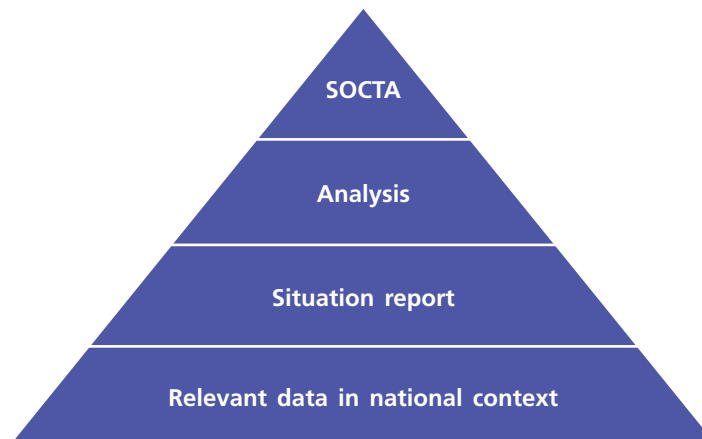 SOCTA
Analysis
Situation report
Relevant data in national context